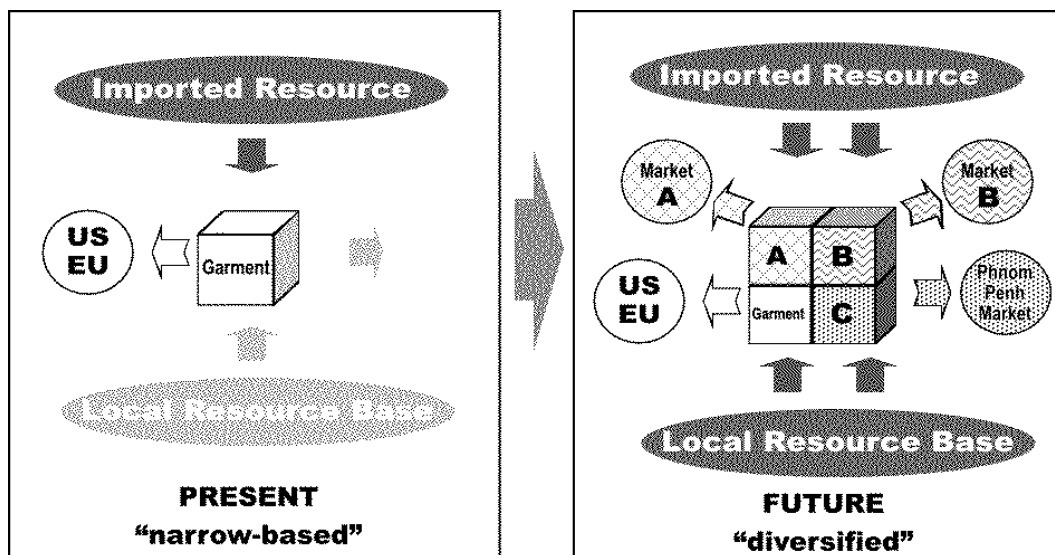 Imported Resource
US
EU
Garment
Local Resource Base
PRESENT
“narrow-based”
Imported Resource
Market
A
Market
B
A
B
US
EU
Garment
C
Phnom
Penh
Market
Local Resource Base
FUTURE
“diversified”